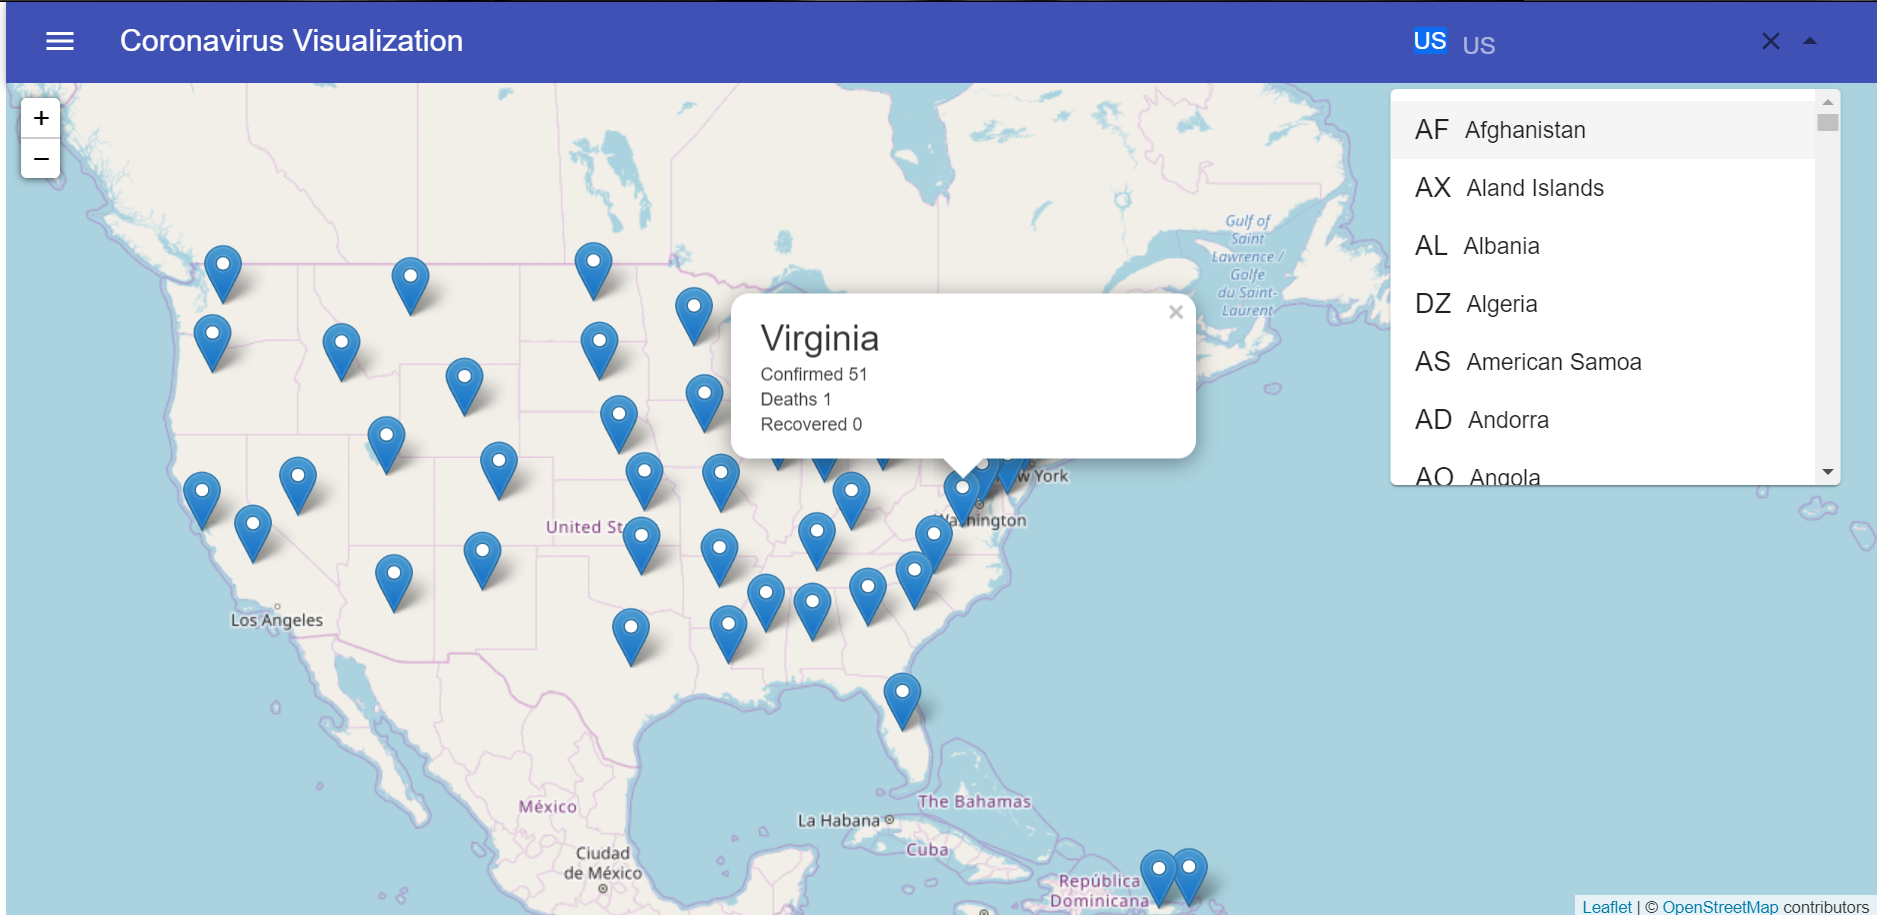 Coronavirus Visualization
US US
+
−
AF Afghanistan
AX Aland Islands
AL Albania
DZ Algeria
AS American Samoa
AD Andorra
AO Angola
Virginia
Confirmed 51
Deaths 1
Recovered 0
Gulf of
Saint
Lawrence /
Golfe
du Saint-
Laurent
United St
York
Washington
Los Angeles
México
Ciudad
de México
La Habana
The Bahamas
Cuba
República
Dominicana
Leaflet | © OpenStreetMap contributors